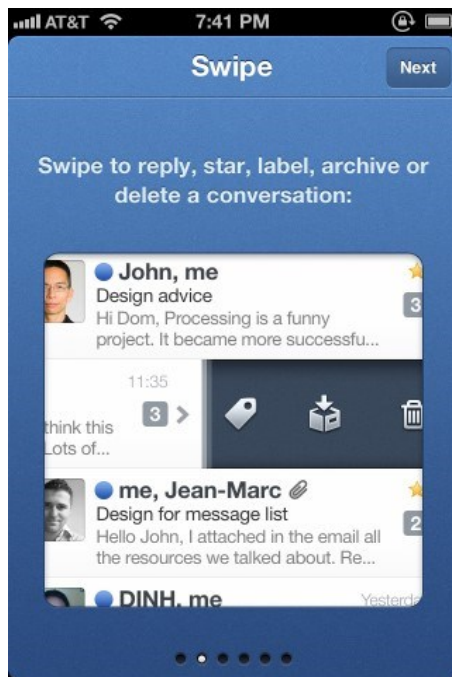 AT&T 7:41 PM
Swipe Next
Swipe to reply, star, label, archive or
delete a conversation:
John, me
Design advice 3
Hi Dom, Processing is a funny
project. It became more successfu...
11:35
3
think this
Lots of...
me, Jean-Marc
Design for message list 2
Hello John, I attached in the email all
the resources we talked about. Re...
DINH, me Yesterda